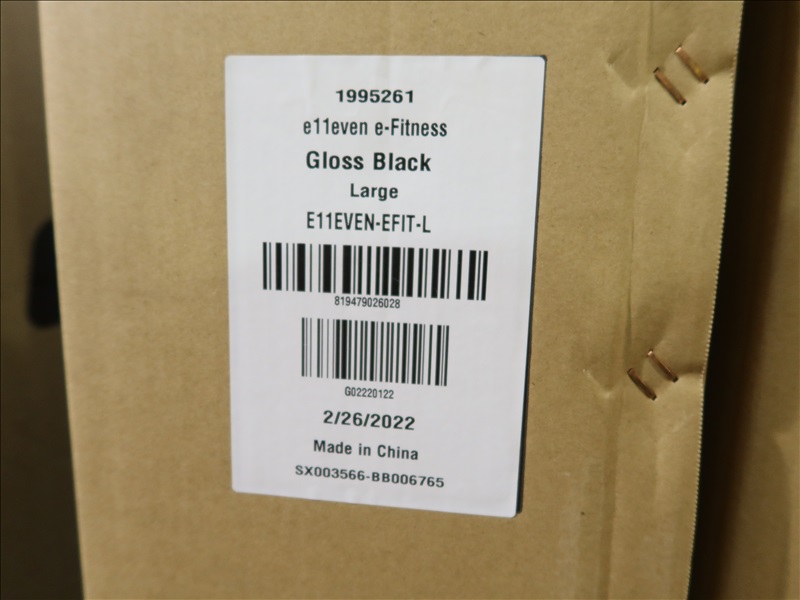 1995261
e11even e-Fitness
Gloss Black
Large
E11EVEN-EFIT-L
819479026028
G02220122
2/26/2022
Made in China
SX003566-BB006765